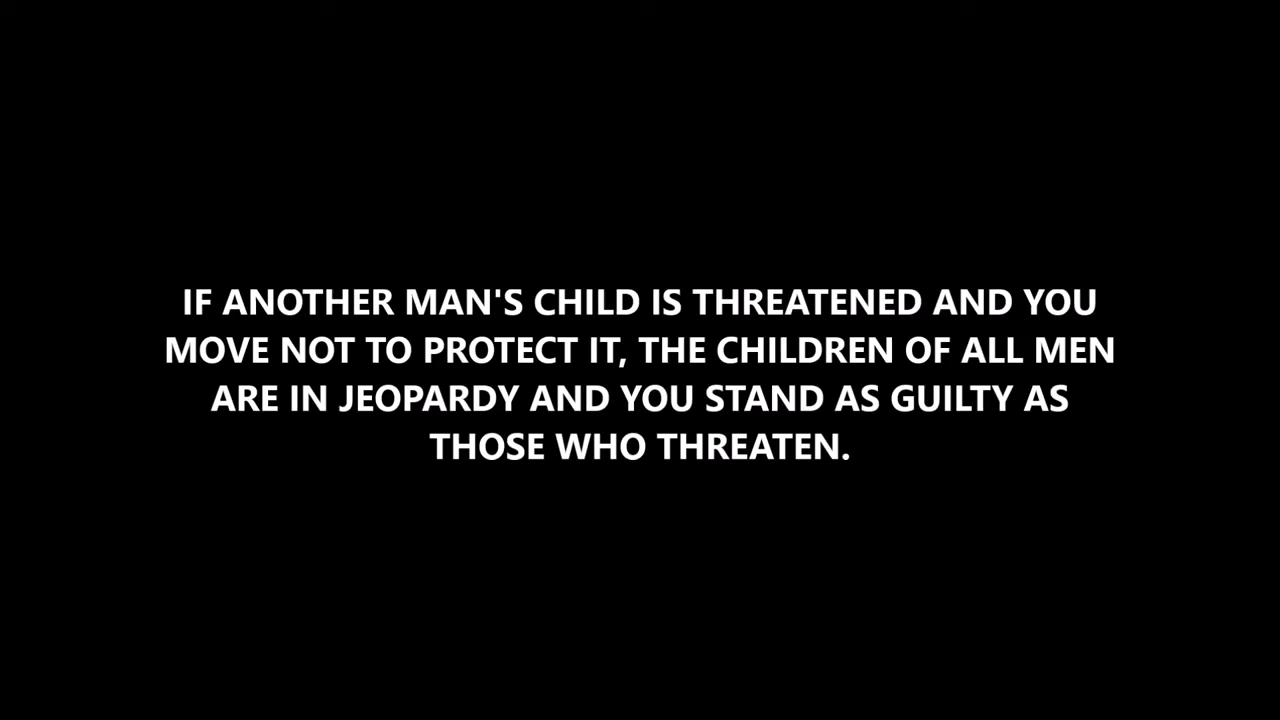 IF ANOTHER MAN'S CHILD IS THREATENED AND YOU
MOVE NOT TO PROTECT IT, THE CHILDREN OF ALL MEN
ARE IN JEOPARDY AND YOU STAND AS GUILTY AS
THOSE WHO THREATEN.